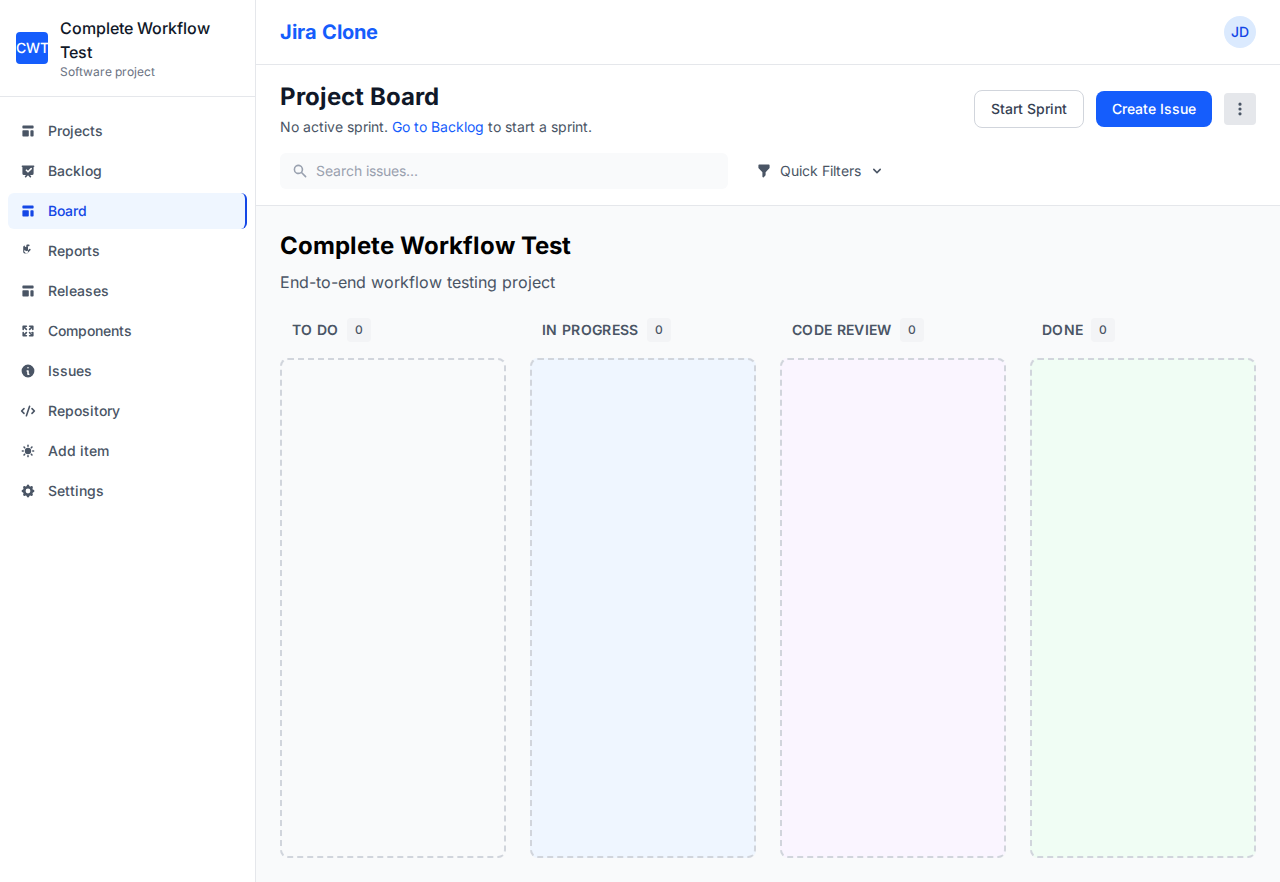 CWT
Complete Workflow
Test
Software project
Projects
Backlog
Board
Reports
Releases
Components
Issues
Repository
Add item
Settings
Jira Clone
JD
Project Board
No active sprint. Go to Backlog to start a sprint.
Start Sprint
Create Issue
Search issues...
Quick Filters
Complete Workflow Test
End-to-end workflow testing project
TO DO 0
IN PROGRESS 0
CODE REVIEW 0
DONE 0